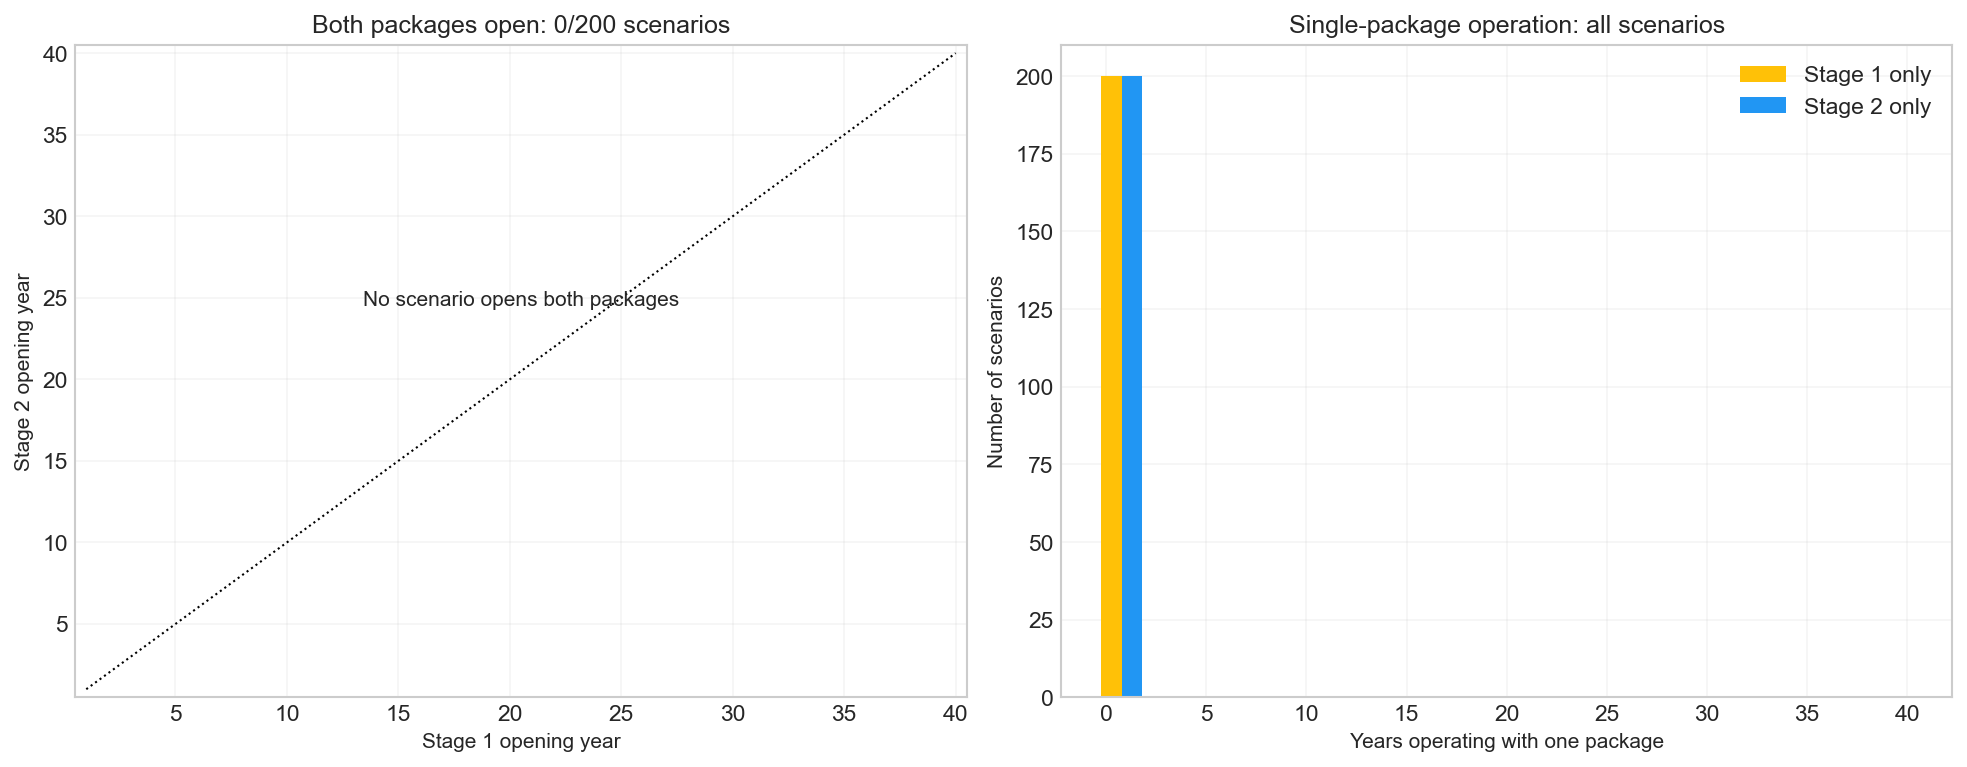 Both packages open: 0/200 scenarios
40
35
30
25
20
15
10
5
Stage 2 opening year
No scenario opens both packages
5 10 15 20 25 30 35 40
Stage 1 opening year
Single-package operation: all scenarios
200
175
150
125
100
75
50
25
0
Number of scenarios
Stage 1 only
Stage 2 only
0 5 10 15 20 25 30 35 40
Years operating with one package